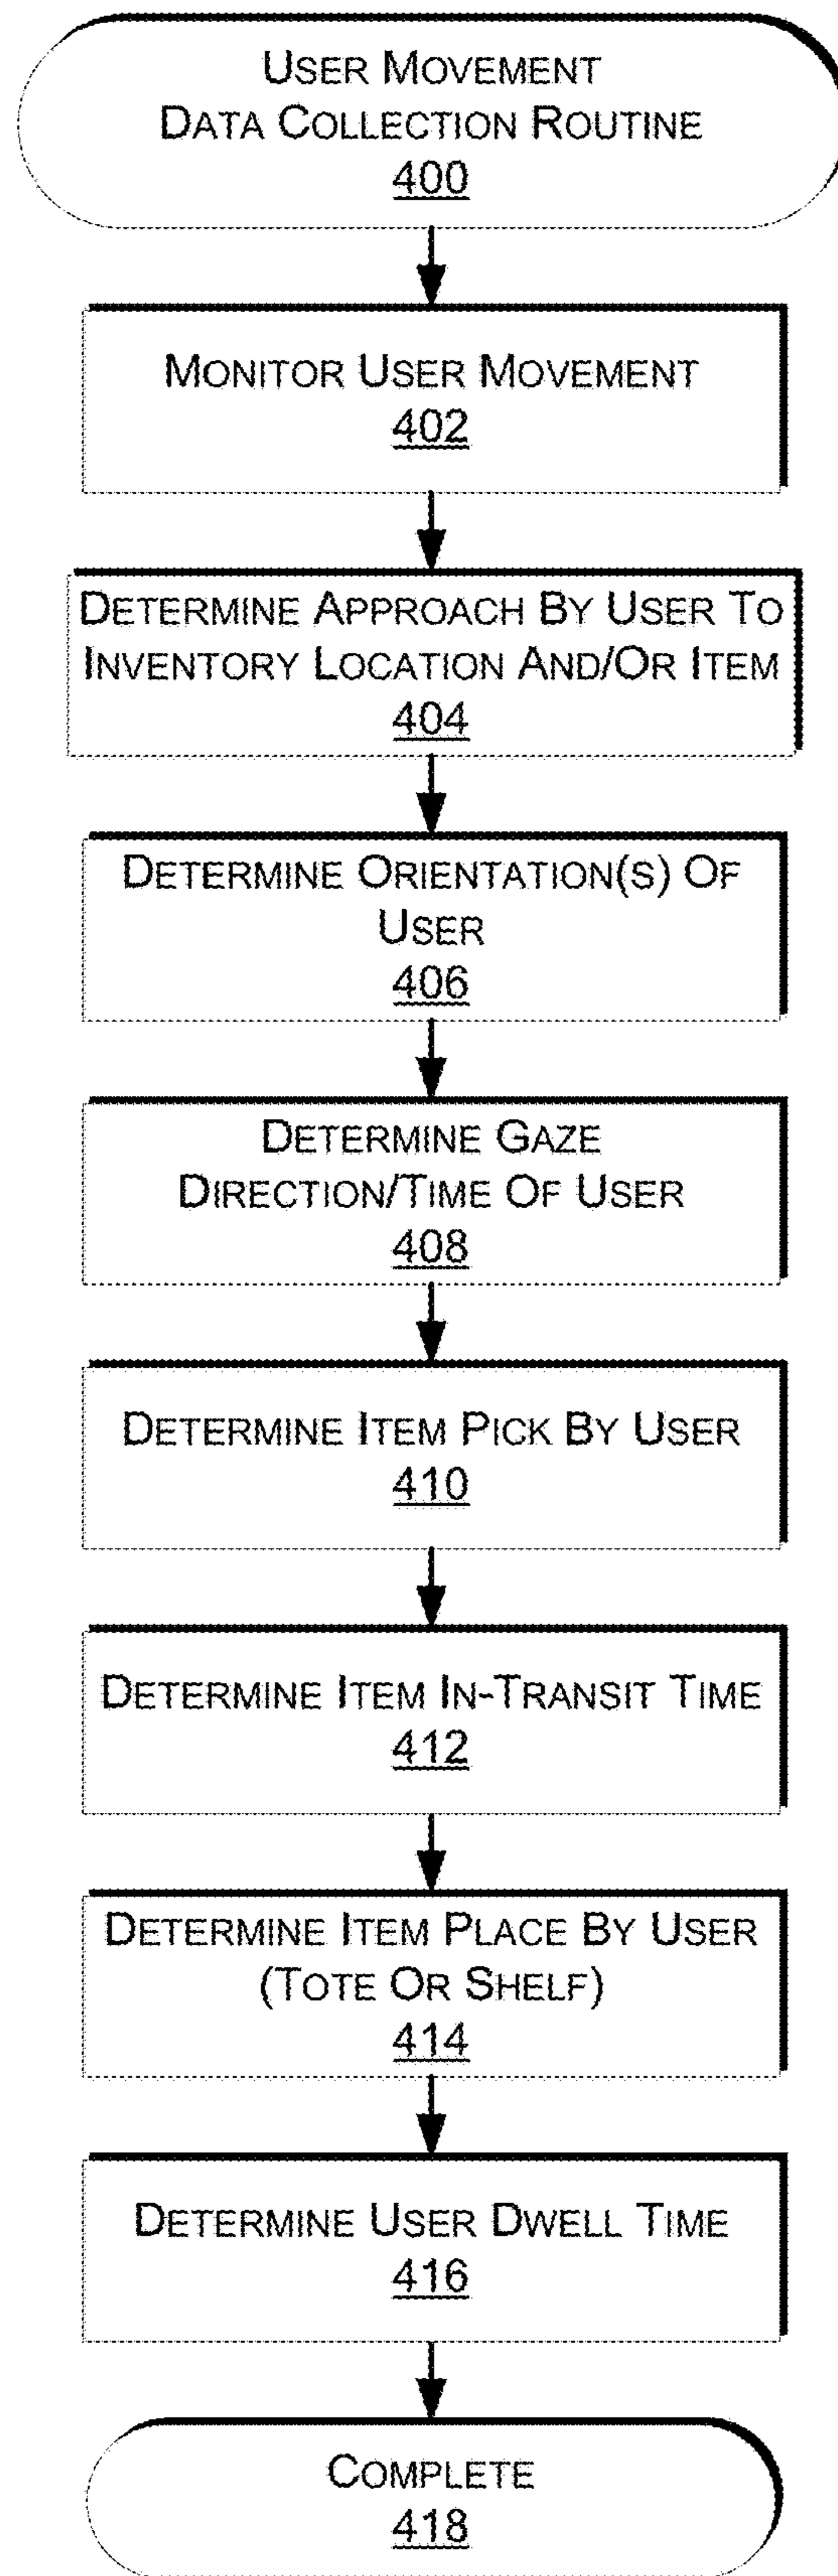 USER MOVEMENT
DATA COLLECTION ROUTINE
400
MONITOR USER MOVEMENT
402
DETERMINE APPROACH BY USER TO
INVENTORY LOCATION AND/OR ITEM
404
DETERMINE ORIENTATION(S) OF
USER
406
DETERMINE GAZE
DIRECTION/TIME OF USER
408
DETERMINE ITEM PICK BY USER
410
DETERMINE ITEM IN-TRANSIT TIME
412
DETERMINE ITEM PLACE BY USER
(TOTE OR SHELF)
414
DETERMINE USER DWELL TIME
416
COMPLETE
418